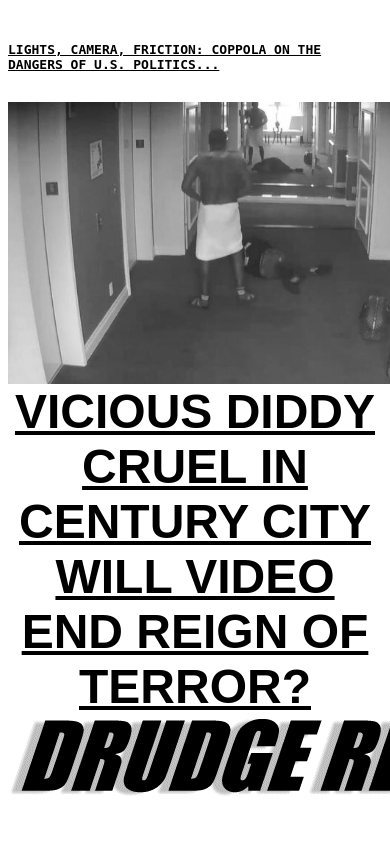 LIGHTS, CAMERA, FRICTION: COPPOLA ON THE
DANGERS OF U.S. POLITICS...
VICIOUS DIDDY
CRUEL IN
CENTURY CITY
WILL VIDEO
END REIGN OF
TERROR?
DRUDGE RE